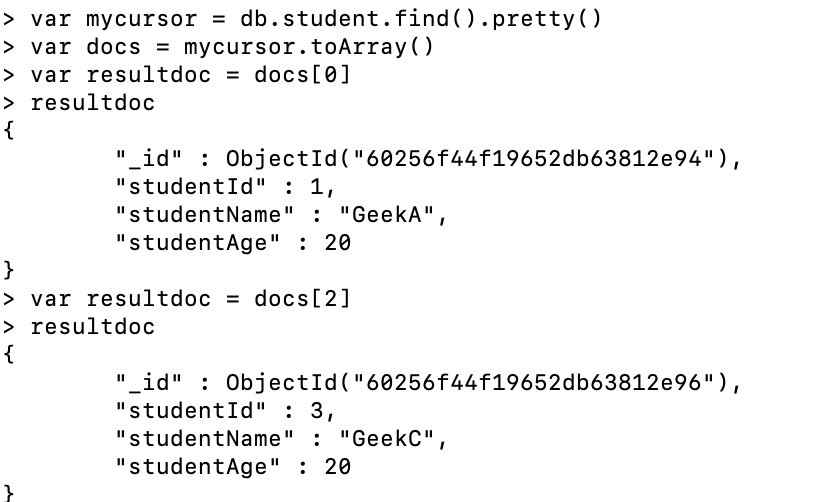 > var mycursor = db.student.find().pretty()
> var docs = mycursor.toArray()
> var resultdoc = docs[0]
> resultdoc
{
        "_id" : ObjectId("60256f44f19652db63812e94"),
        "studentId" : 1,
        "studentName" : "GeekA",
        "studentAge" : 20
}
> var resultdoc = docs[2]
> resultdoc
{
        "_id" : ObjectId("60256f44f19652db63812e96"),
        "studentId" : 3,
        "studentName" : "GeekC",
        "studentAge" : 20
}